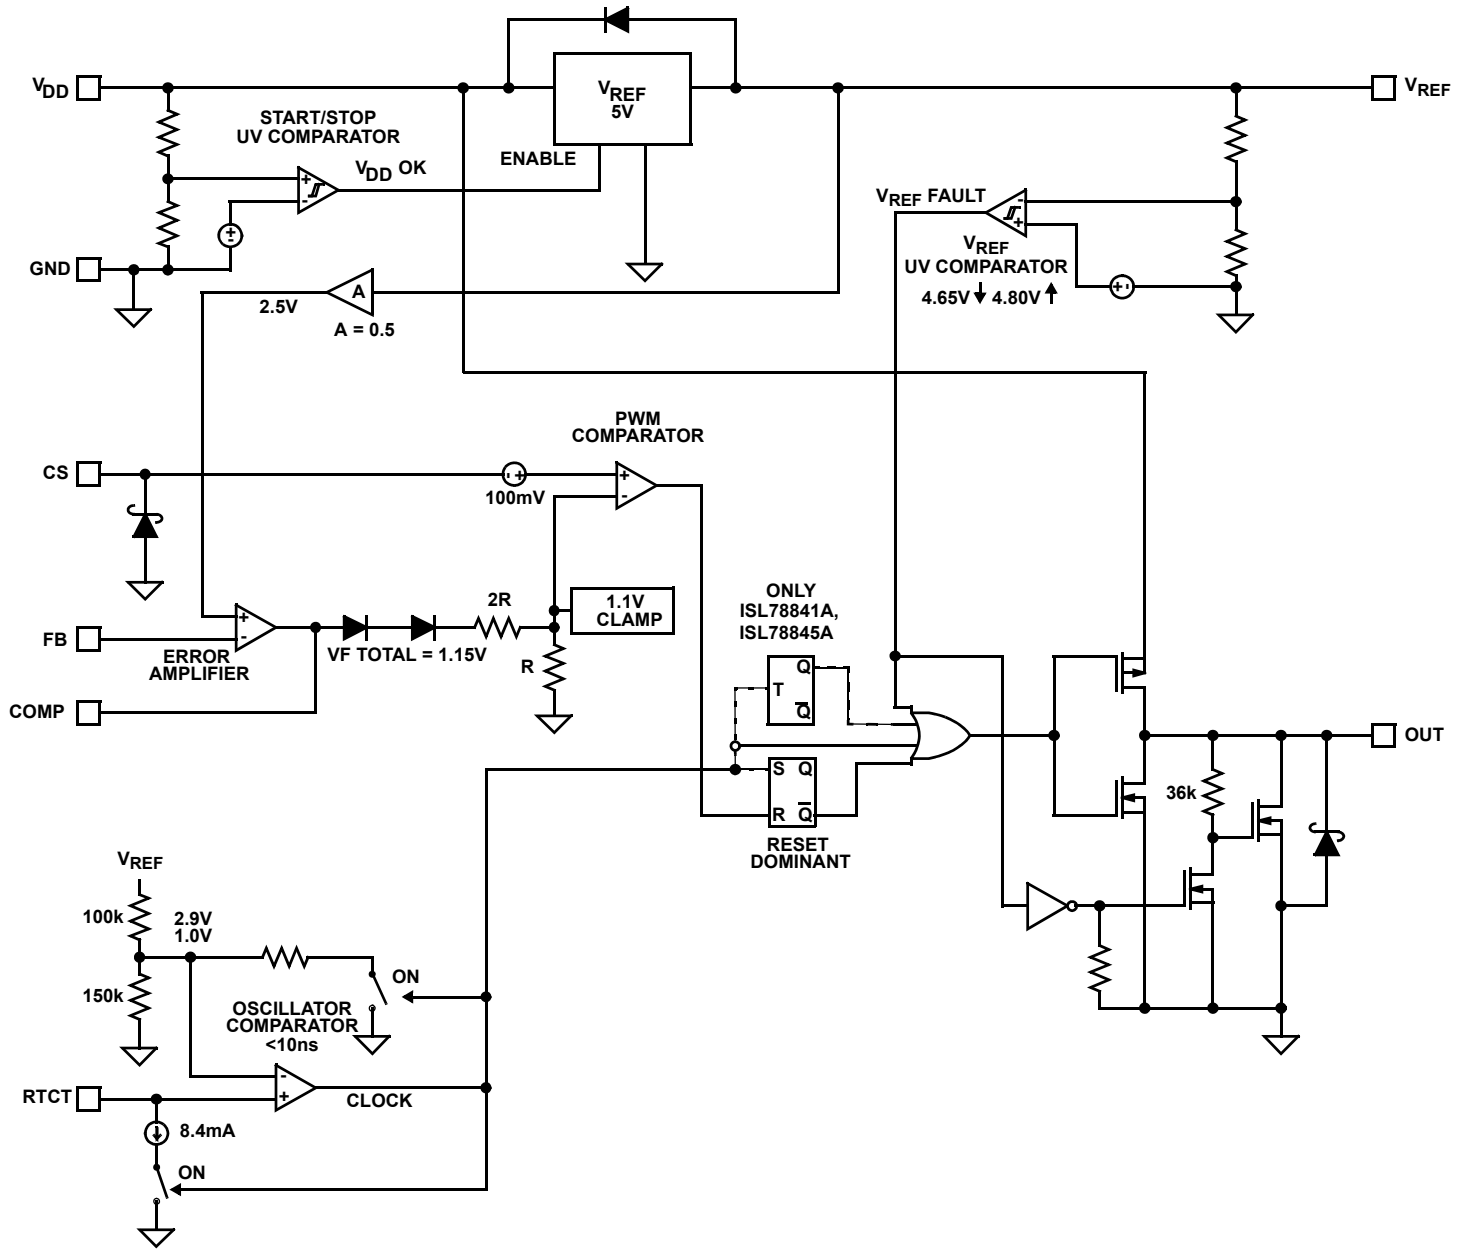 VDD
VREF
5V
VREF
START/STOP
UV COMPARATOR
ENABLE
VDD OK
+
-
+
-
VREF FAULT
-
+
VREF
UV COMPARATOR
4.65V 4.80V
+ -
GND
A
2.5V
A = 0.5
PWM
COMPARATOR
CS
- +
100mV
+
-
ONLY
ISL78841A,
ISL78845A
2R
1.1V
CLAMP
+
-
FB
ERROR
AMPLIFIER
VF TOTAL = 1.15V
R
COMP
Q
T
Q
OUT
S Q
R Q
36k
RESET
DOMINANT
VREF
100k
2.9V
1.0V
150k
ON
OSCILLATOR
COMPARATOR
<10ns
-
+
RTCT
CLOCK
8.4mA
ON